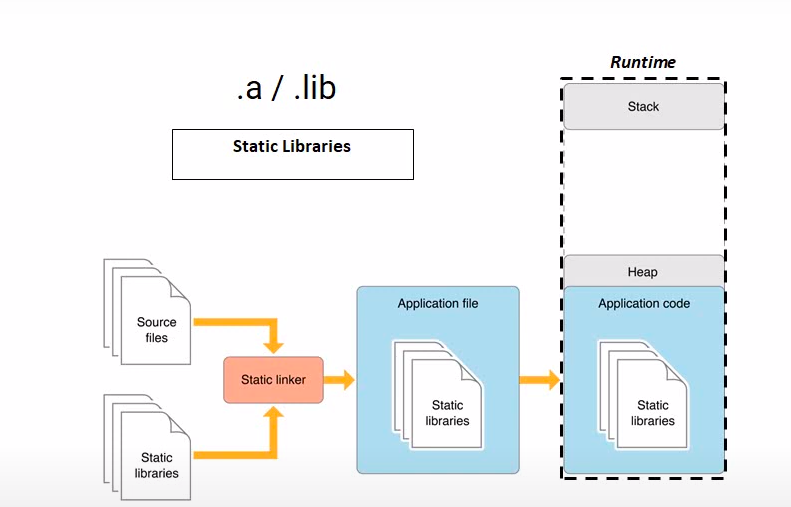 .a / .lib
Static Libraries
Runtime
Stack
Heap
Source
files
Static
libraries
Static linker
Application file
Static
libraries
Application code
Static
libraries